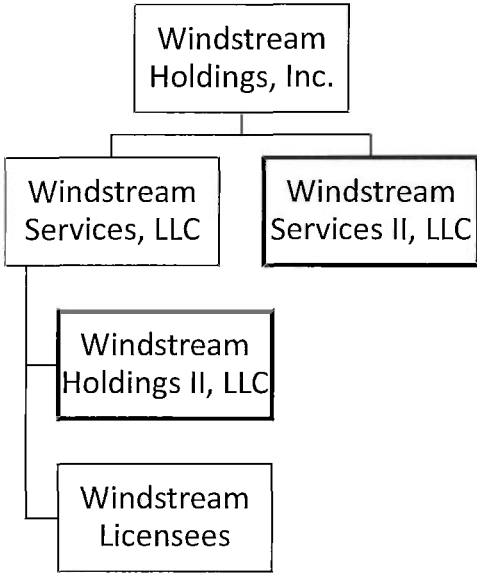 Windstream
Holdings, Inc.
Windstream
Services, LLC
Windstream
Services II, LLC
Windstream
Holdings II, LLC
Windstream
Licensees